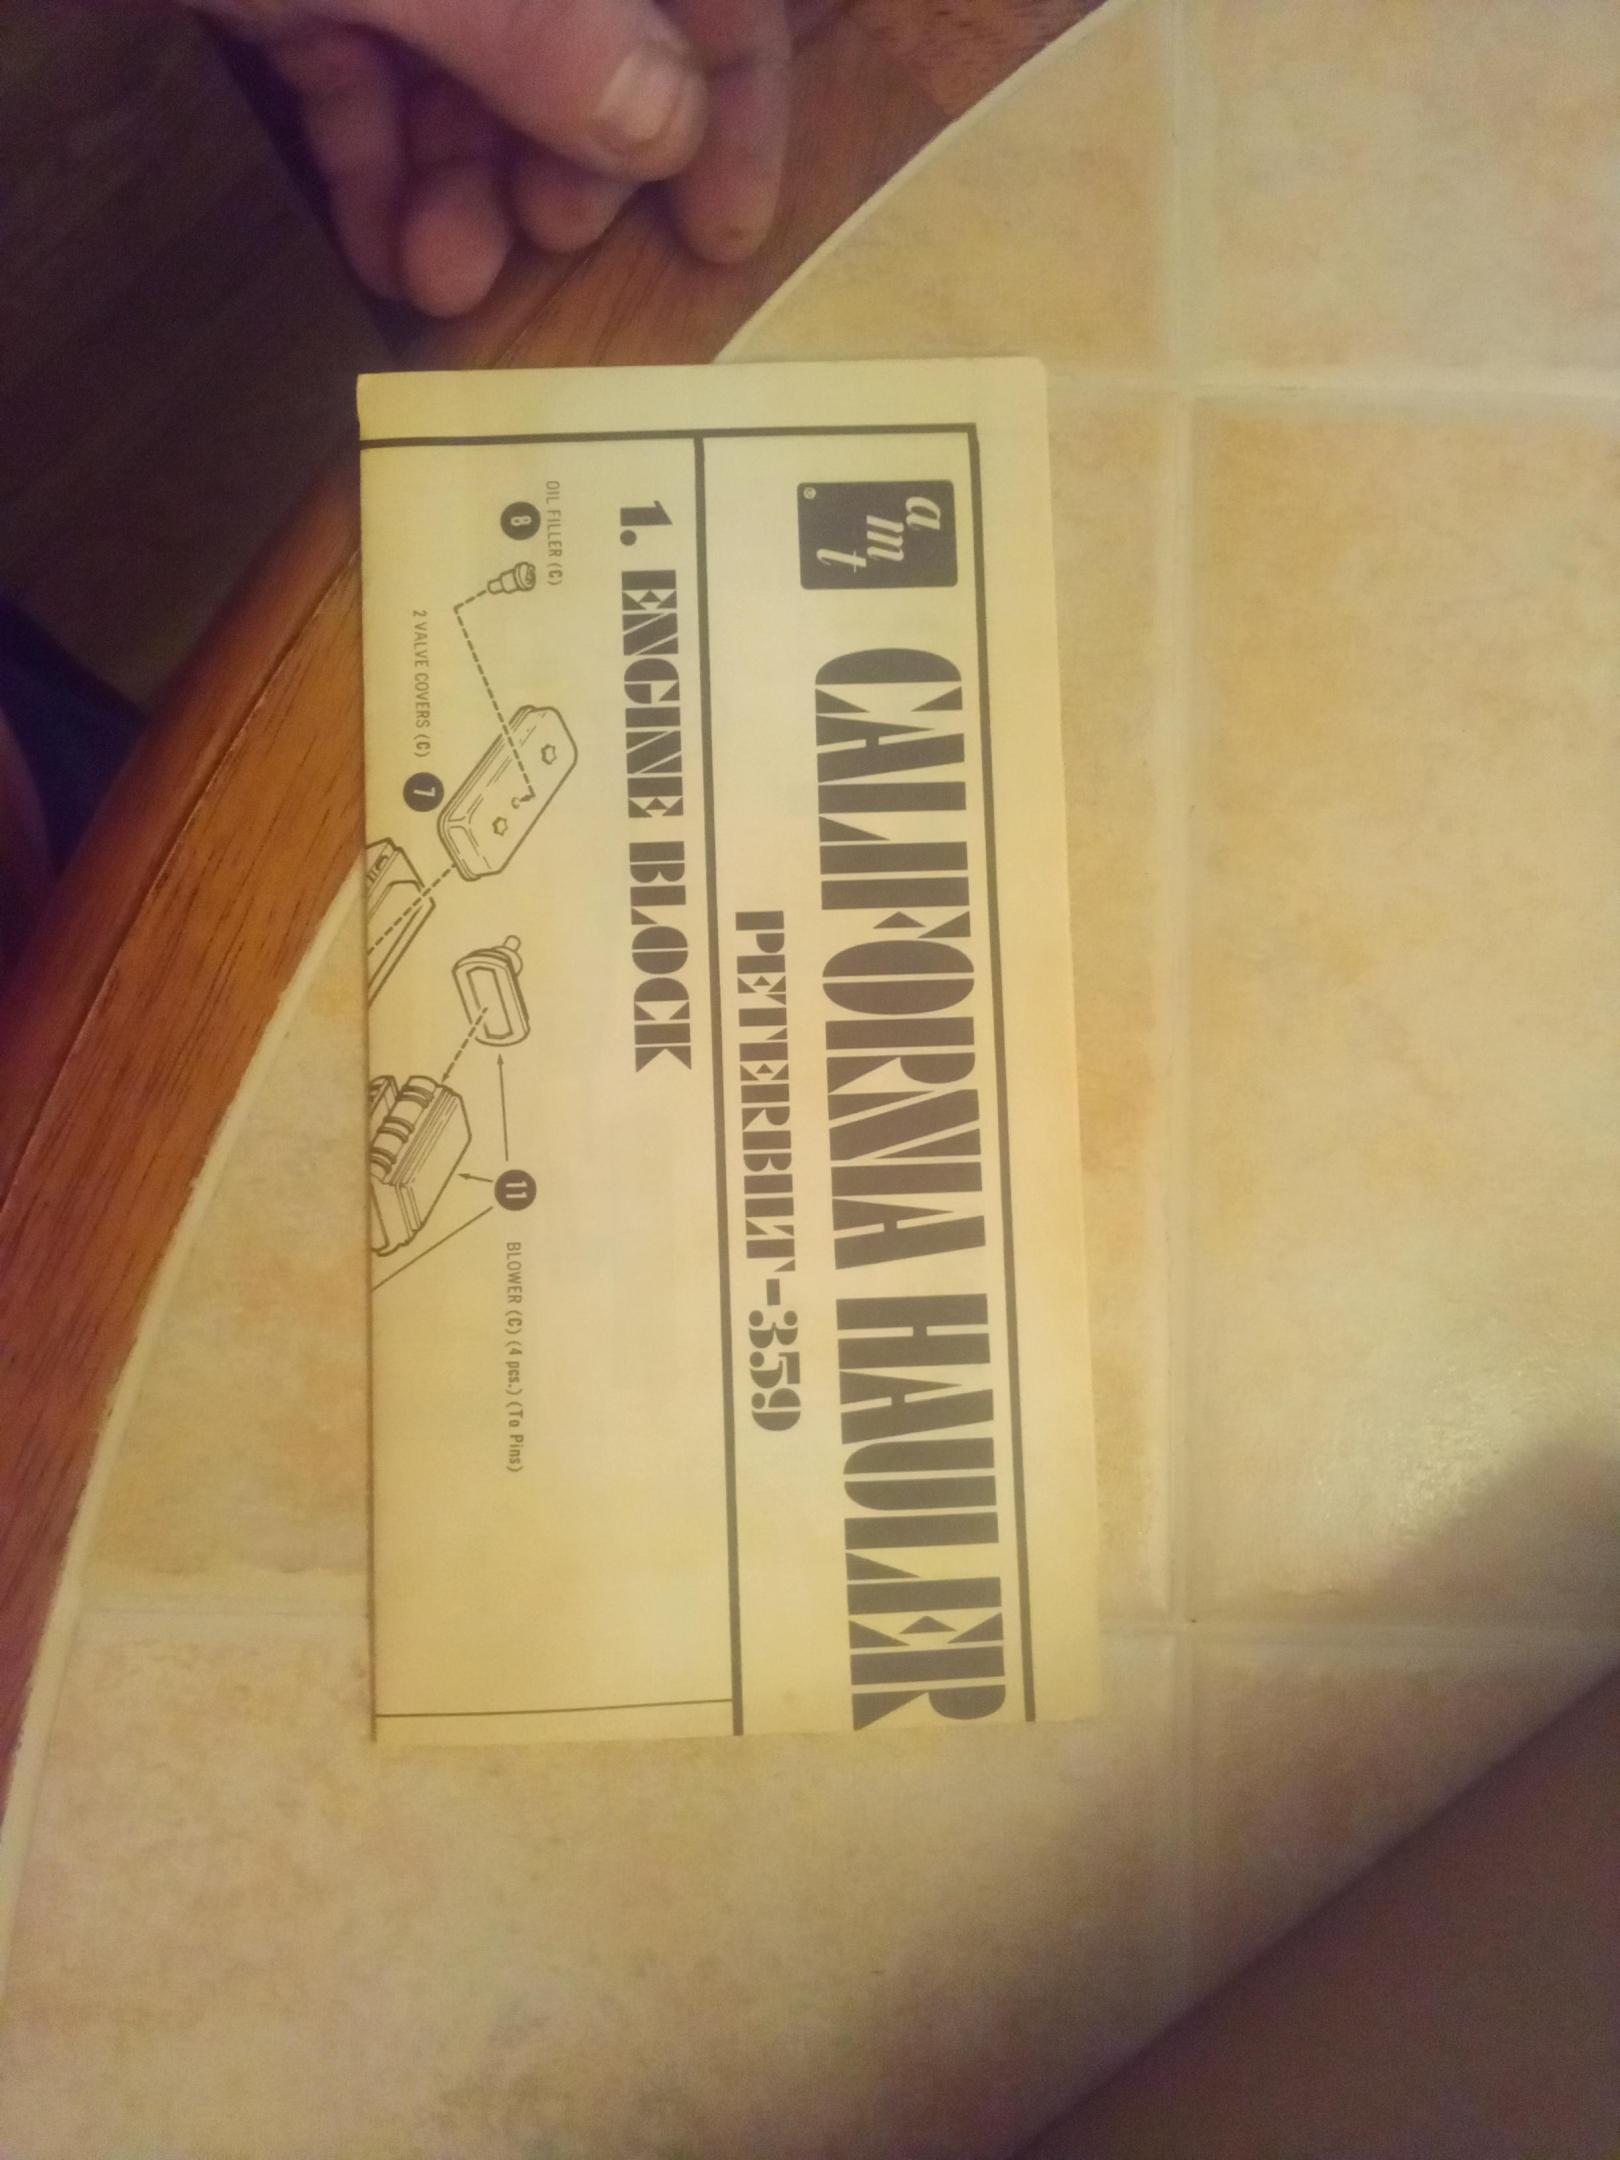 amt ®
CALIFORNIA HAULER
PETERBILT-359
1. ENGINE BLOCK
OIL FILLER (C)
8
2 VALVE COVERS (C) 7
11 BLOWER (C) (4 pcs.) (To Pins)